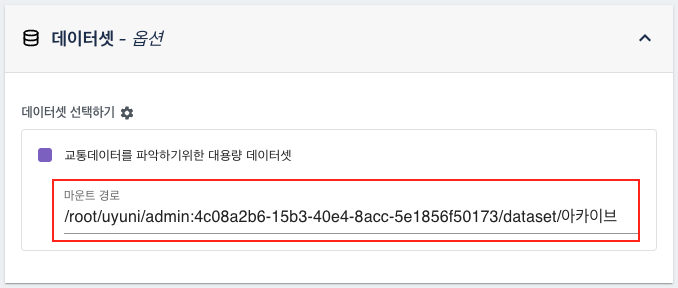 데이터셋 - 옵션
데이터셋 선택하기
교통데이터를 파악하기위한 대용량 데이터셋
마운트 경로
/root/uyuni/admin:4c08a2b6-15b3-40e4-8acc-5e1856f50173/dataset/아카이브